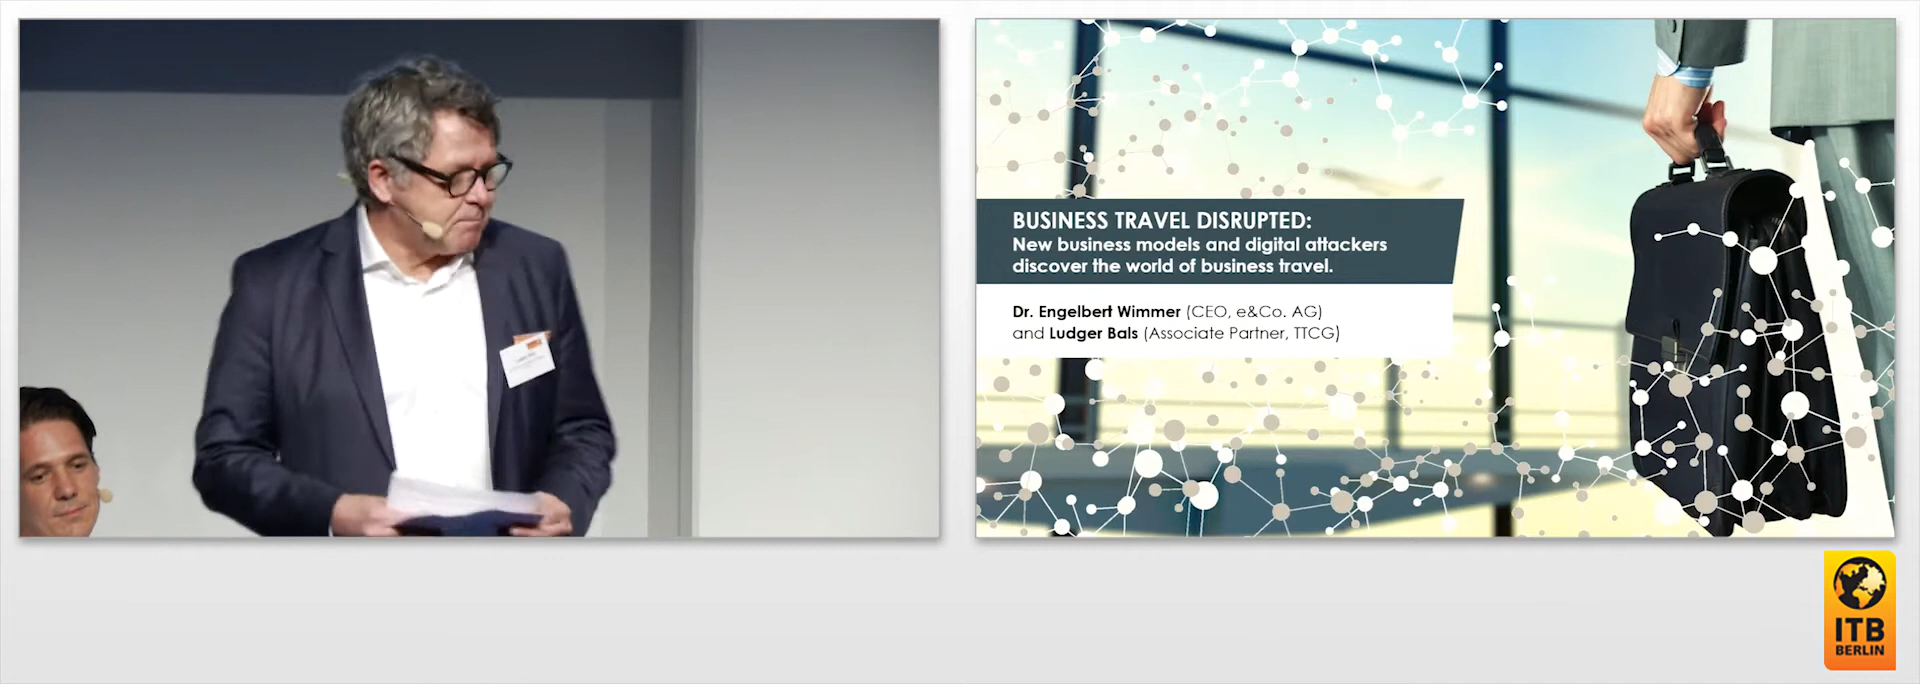 BUSINESS TRAVEL DISRUPTED:
New business models and digital attackers
discover the world of business travel.
Dr. Engelbert Wimmer (CEO, e&Co. AG)
and Ludger Bals (Associate Partner, TTCG)
ITB
BERLIN